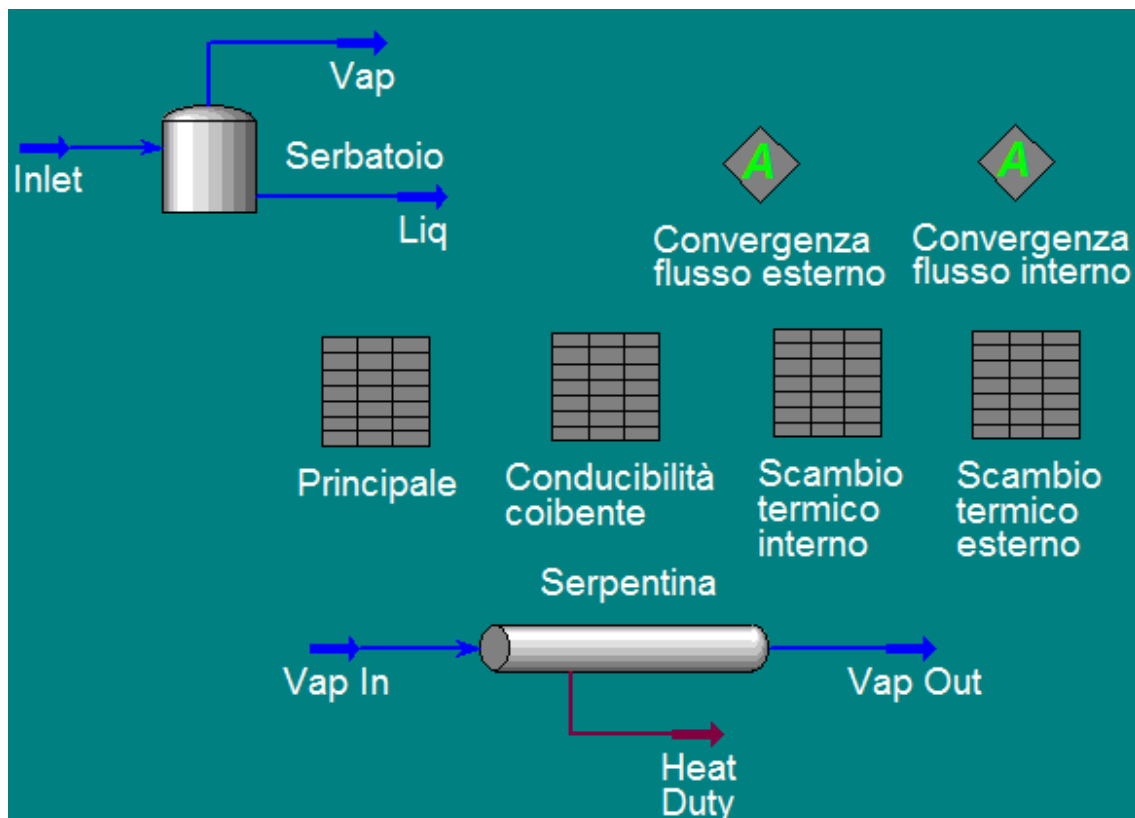 Vap
Inlet
Serbatoio
Liq
A
A
Convergenza
flusso esterno
Convergenza
flusso interno
Principale
Conducibilità
coibente
Scambio
termico
interno
Scambio
termico
esterno
Serpentina
Vap In
Vap Out
Heat
Duty